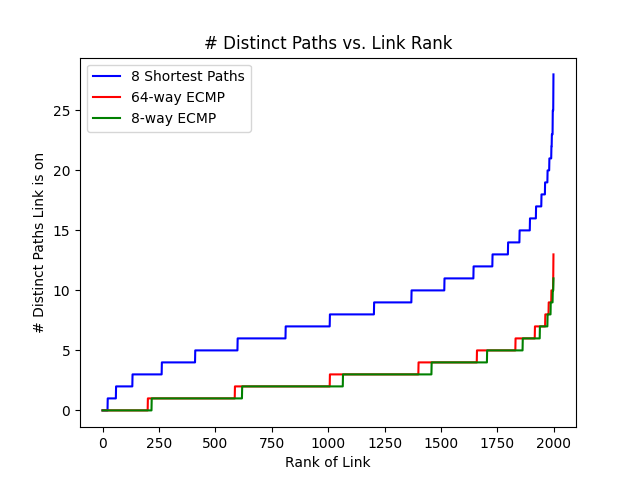 # Distinct Paths vs. Link Rank
8 Shortest Paths
64-way ECMP
8-way ECMP
# Distinct Paths Link is on
25
20
15
10
5
0
0 250 500 750 1000 1250 1500 1750 2000
Rank of Link